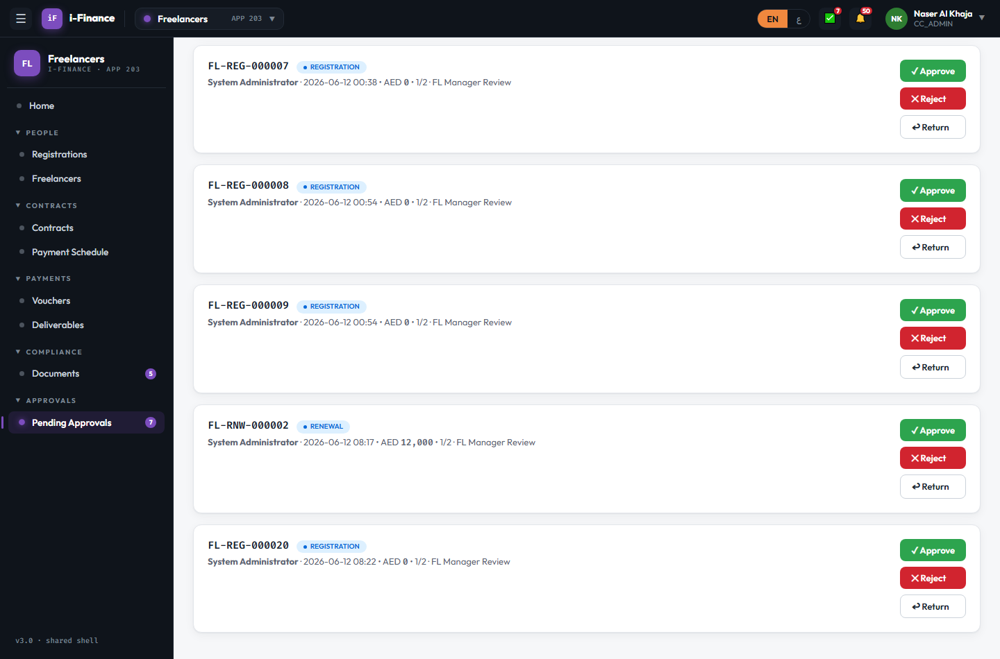 ☰ iF i-Finance Freelancers APP 203 ▼ EN ع 7 50 NK Naser Al Khaja ▼
CC_ADMIN
FL Freelancers
I-FINANCE · APP 203
Home
▼ PEOPLE
Registrations
Freelancers
▼ CONTRACTS
Contracts
Payment Schedule
▼ PAYMENTS
Vouchers
Deliverables
▼ COMPLIANCE
Documents 5
▼ APPROVALS
Pending Approvals 7
v3.0 · shared shell
FL-REG-000007 • REGISTRATION
System Administrator · 2026-06-12 00:38 • AED 0 • 1/2 · FL Manager Review
✓ Approve
✕ Reject
↩ Return
FL-REG-000008 • REGISTRATION
System Administrator · 2026-06-12 00:54 • AED 0 • 1/2 · FL Manager Review
✓ Approve
✕ Reject
↩ Return
FL-REG-000009 • REGISTRATION
System Administrator · 2026-06-12 00:54 • AED 0 • 1/2 · FL Manager Review
✓ Approve
✕ Reject
↩ Return
FL-RNW-000002 • RENEWAL
System Administrator · 2026-06-12 08:17 • AED 12,000 • 1/2 · FL Manager Review
✓ Approve
✕ Reject
↩ Return
FL-REG-000020 • REGISTRATION
System Administrator · 2026-06-12 08:22 • AED 0 • 1/2 · FL Manager Review
✓ Approve
✕ Reject
↩ Return